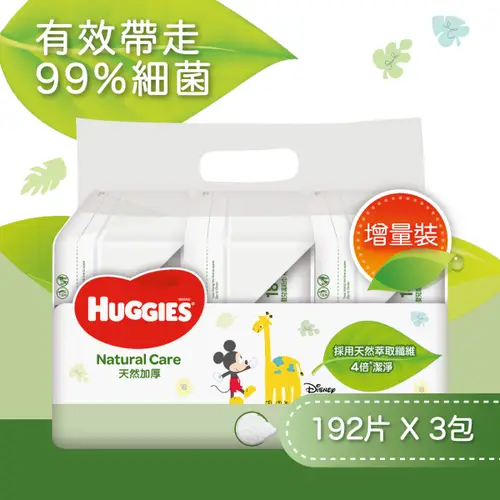 有效帶走
99%細菌
增量裝
HUGGIES
Natural Care
天然加厚
採用天然萃取纖維
4倍*潔淨
Disney
192片 X 3包